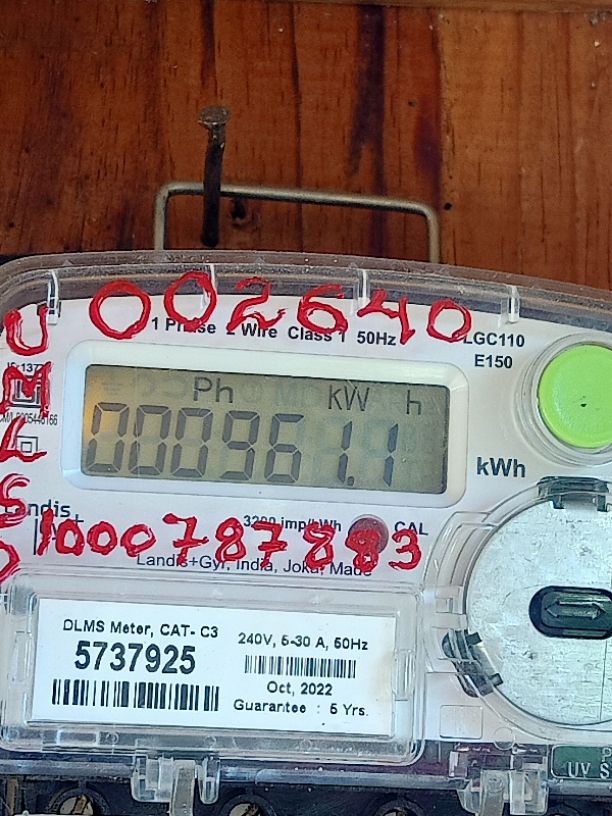 002640
1 Phase 2 Wire Class 1 50Hz
LGC110
E150
Ph kW h
000961.1
kWh
3200 imp/kWh
CAL
1000787883
Landis+Gyr, India, Joka, Made
DLMS Meter, CAT- C3
5737925
240V, 5-30 A, 50Hz
Oct, 2022
Guarantee : 5 Yrs.
UV S